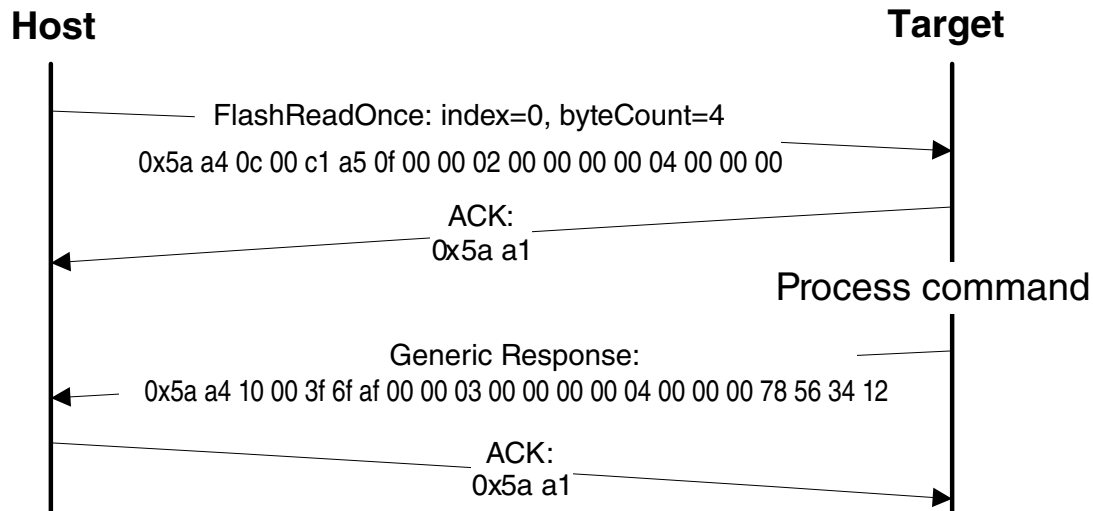 Host
Target
FlashReadOnce: index=0, byteCount=4
0x5a a4 0c 00 c1 a5 0f 00 00 02 00 00 00 00 04 00 00 00
ACK:
0x5a a1
Process command
Generic Response:
0x5a a4 10 00 3f 6f af 00 00 03 00 00 00 00 04 00 00 00 78 56 34 12
ACK:
0x5a a1